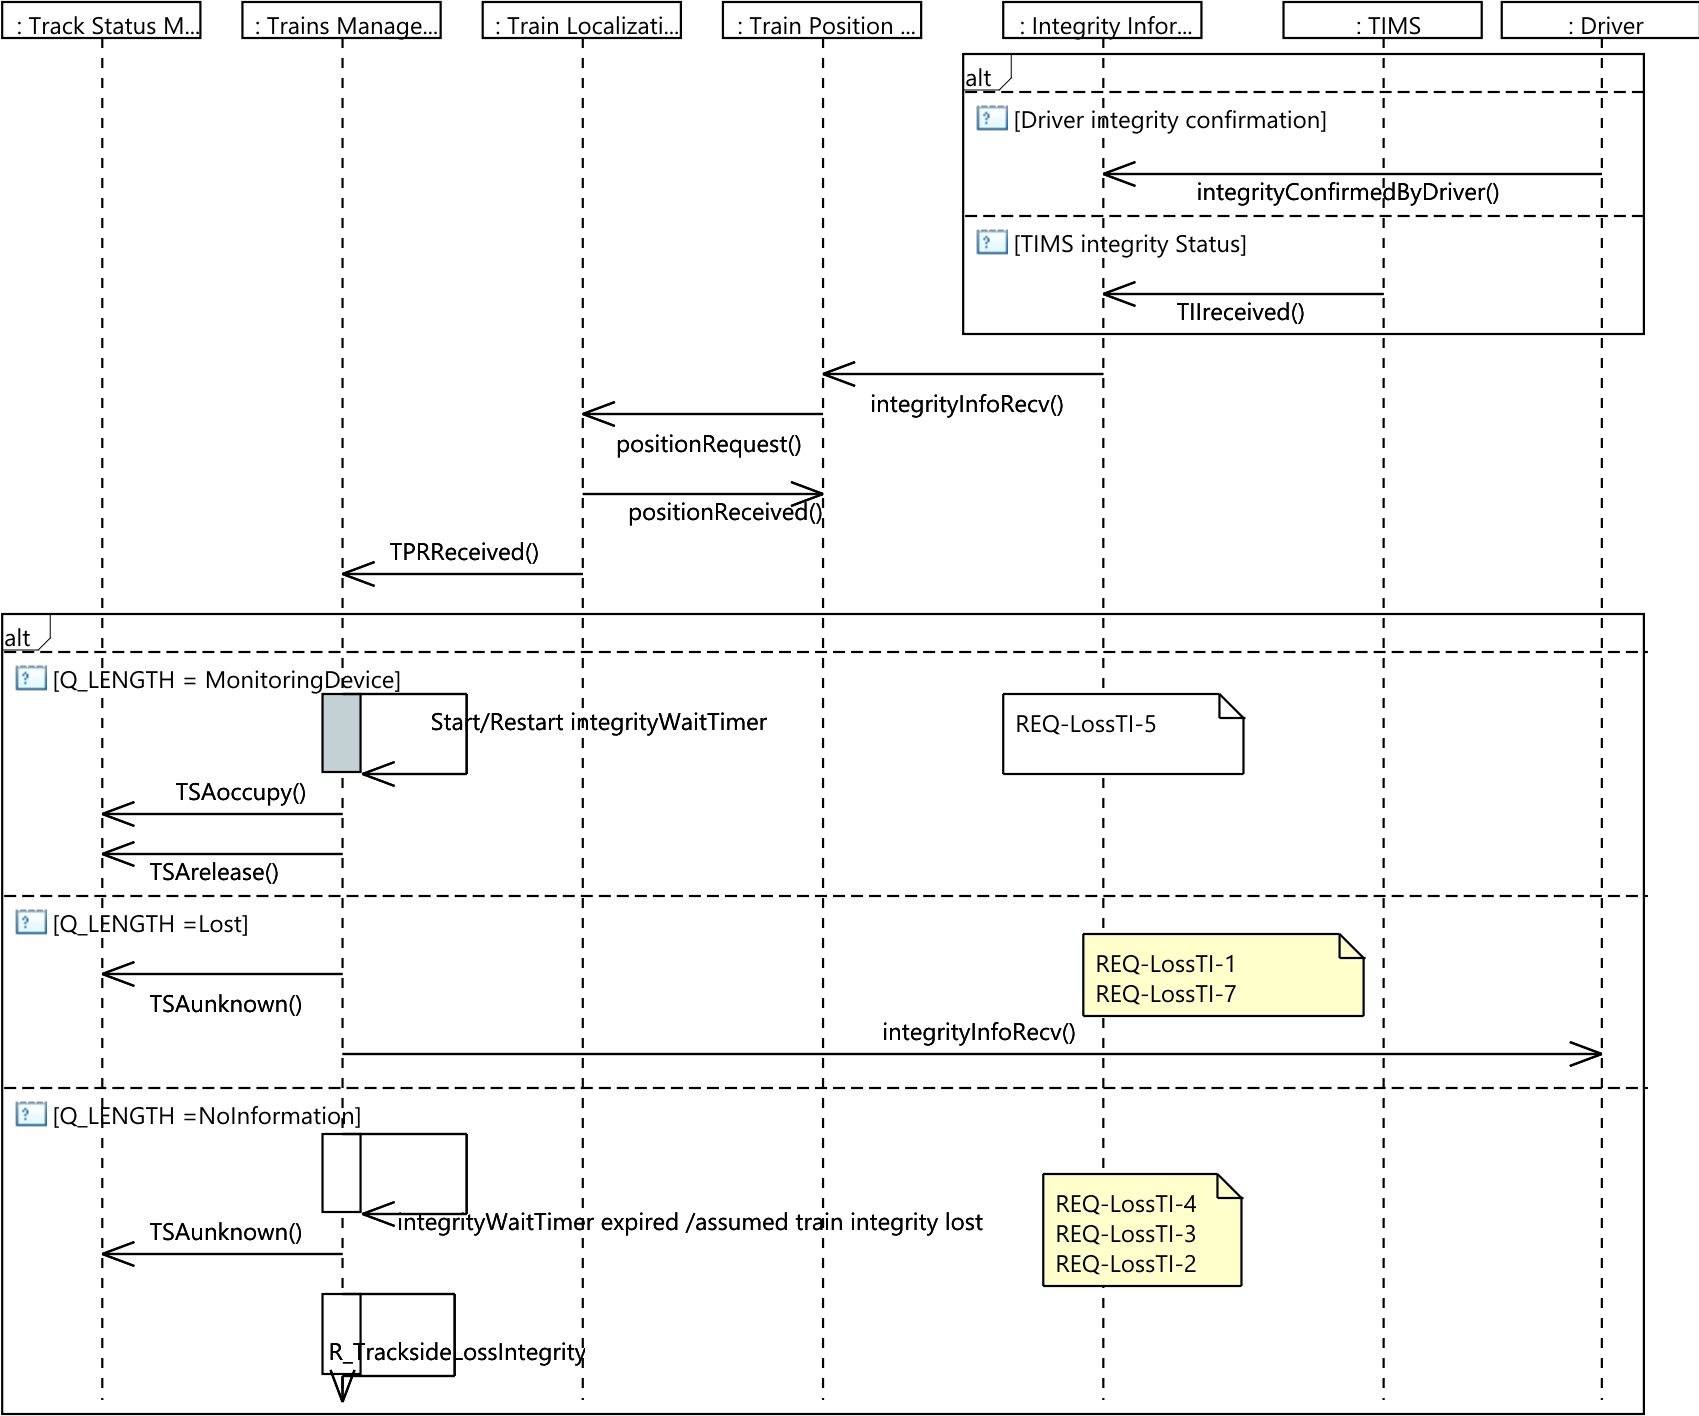 : Track Status M...
: Trains Manage...
: Train Localizati...
: Train Position ...
: Integrity Infor...
: TIMS
: Driver
alt
[Driver integrity confirmation]
integrityConfirmedByDriver()
[TIMS integrity Status]
TIIreceived()
integrityInfoRecv()
positionRequest()
positionReceived()
TPRReceived()
alt
[Q_LENGTH = MonitoringDevice]
Start/Restart integrityWaitTimer
REQ-LossTI-5
TSAoccupy()
TSArelease()
[Q_LENGTH =Lost]
REQ-LossTI-1
REQ-LossTI-7
TSAunknown()
integrityInfoRecv()
[Q_LENGTH =NoInformation]
integrityWaitTimer expired /assumed train integrity lost
TSAunknown()
REQ-LossTI-4
REQ-LossTI-3
REQ-LossTI-2
R_TracksideLossIntegrity